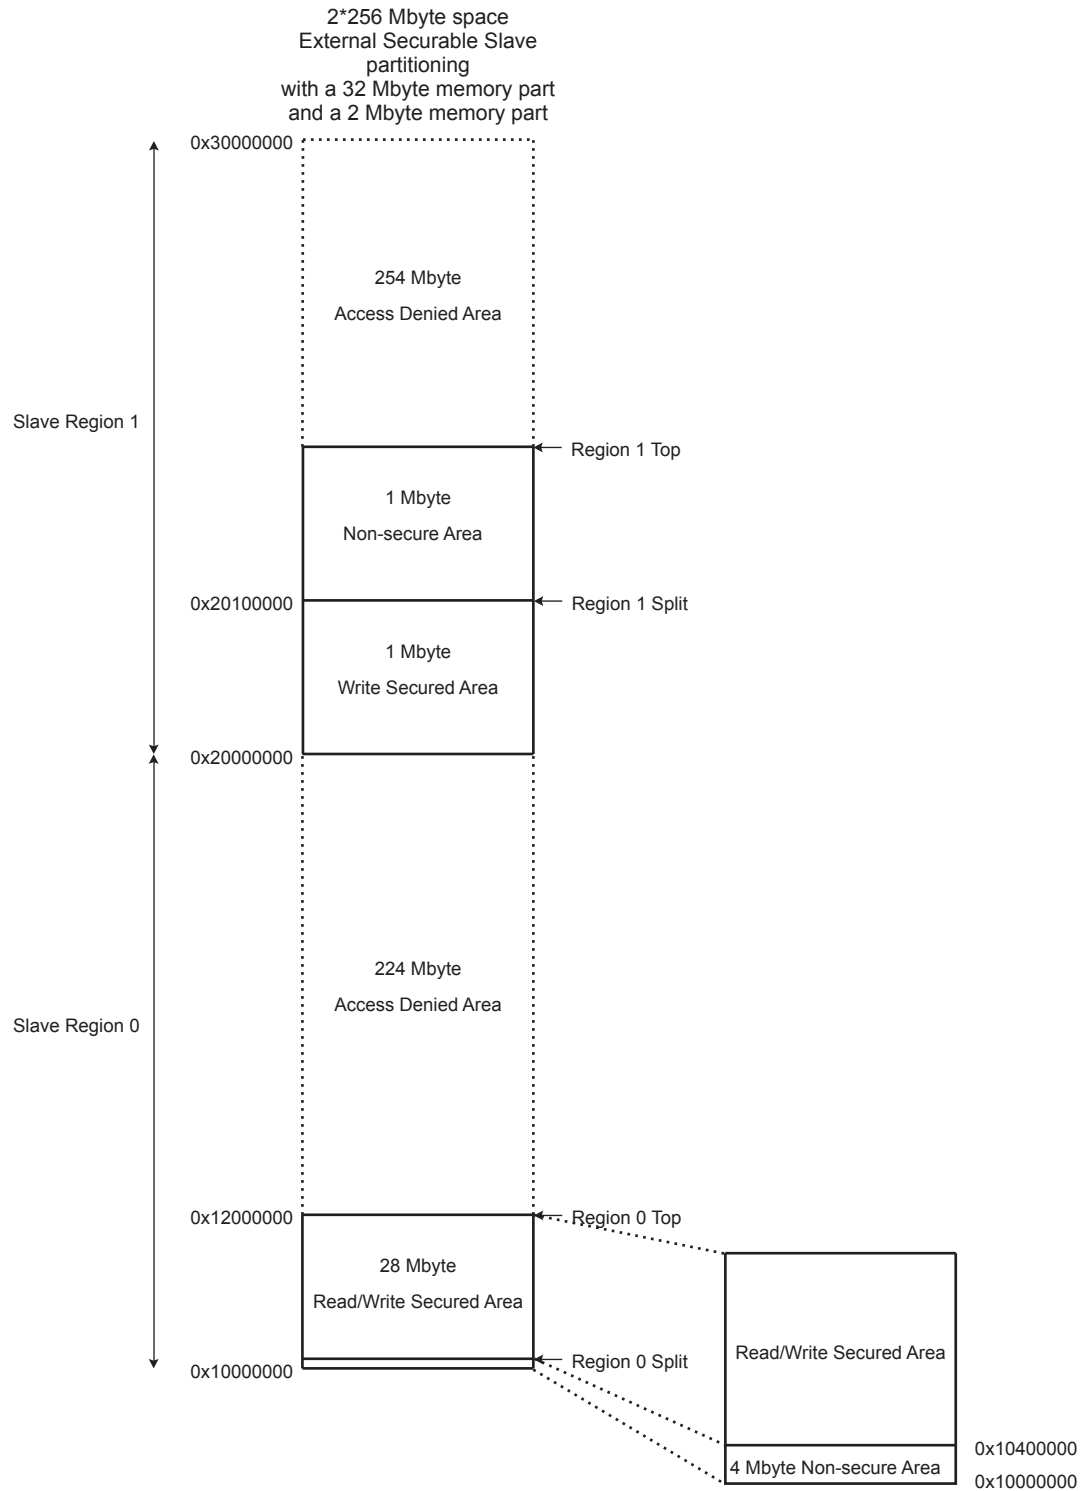 2*256 Mbyte space
External Securable Slave
partitioning
with a 32 Mbyte memory part
and a 2 Mbyte memory part
0x30000000
254 Mbyte
Access Denied Area
Slave Region 1
Region 1 Top
1 Mbyte
Non-secure Area
0x20100000
Region 1 Split
1 Mbyte
Write Secured Area
0x20000000
224 Mbyte
Access Denied Area
Slave Region 0
0x12000000
Region 0 Top
28 Mbyte
Read/Write Secured Area
Region 0 Split
0x10000000
Read/Write Secured Area
0x10400000
4 Mbyte Non-secure Area
0x10000000